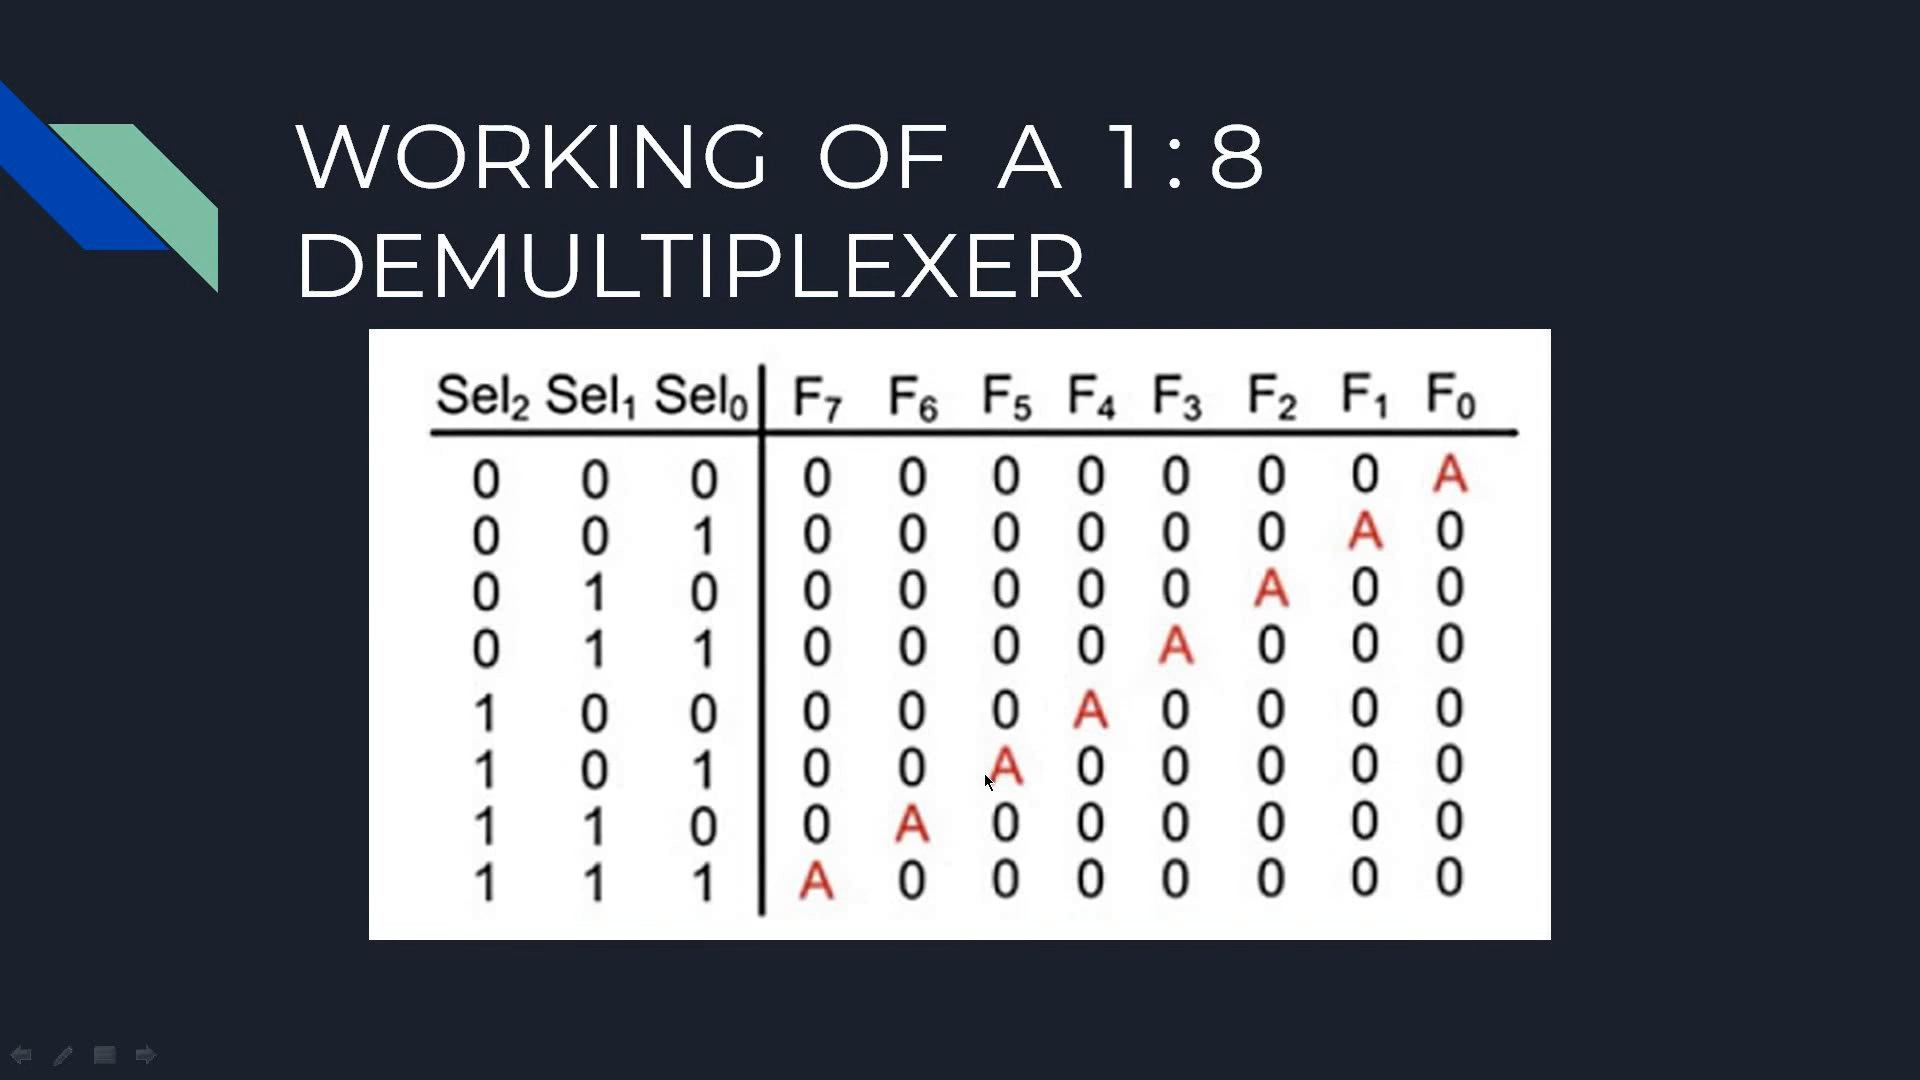 WORKING OF A 1:8
DEMULTIPLEXER
Sel₂ Sel₁ Sel₀ F₇ F₆ F₅ F₄ F₃ F₂ F₁ F₀
0 0 0 0 0 0 0 0 0 0 A
0 0 1 0 0 0 0 0 0 A 0
0 1 0 0 0 0 0 0 A 0 0
0 1 1 0 0 0 0 A 0 0 0
1 0 0 0 0 0 A 0 0 0 0
1 0 1 0 0 A 0 0 0 0 0
1 1 0 0 A 0 0 0 0 0 0
1 1 1 A 0 0 0 0 0 0 0